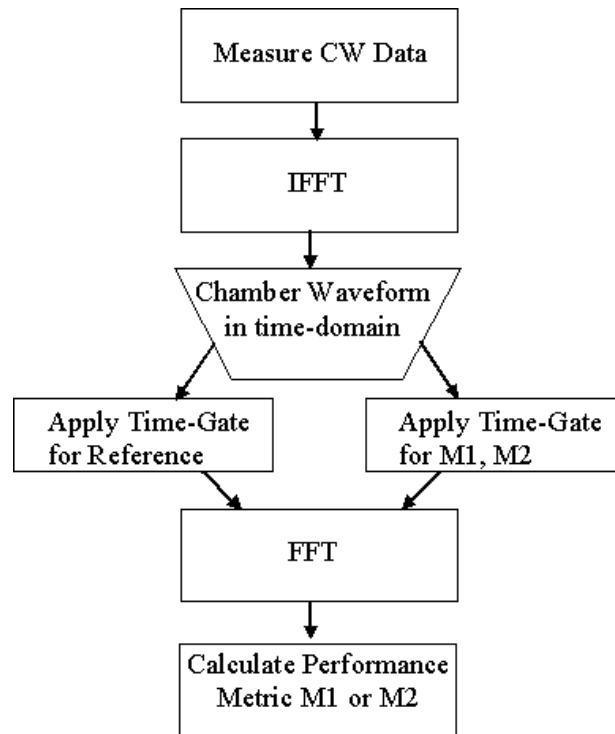 Measure CW Data
IFFT
Chamber Waveform
in time-domain
Apply Time-Gate
for Reference
Apply Time-Gate
for M1, M2
FFT
Calculate Performance
Metric M1 or M2